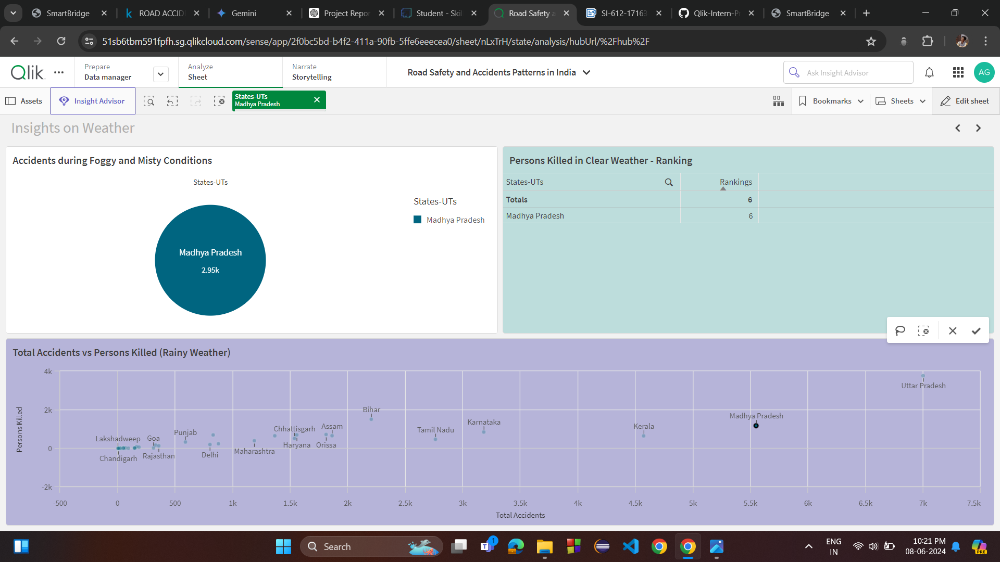 SmartBridge
ROAD ACCID
Gemini
Project Repor
Student - Skil
Road Safety a
SI-612-17163
Qlik-Intern-P
SmartBridge
51sb6tbm591fpfh.sg.qlikcloud.com/sense/app/2f0bc5bd-b4f2-411a-90fb-5ffe6eeecea0/sheet/nLxTrH/state/analysis/hubUrl/%2Fhub%2F
Qlik
Prepare
Data manager
Analyze
Sheet
Narrate
Storytelling
Road Safety and Accidents Patterns in India
Ask Insight Advisor
AG
Assets
Insight Advisor
States-UTs
Madhya Pradesh
Bookmarks
Sheets
Edit sheet
Insights on Weather
Accidents during Foggy and Misty Conditions
States-UTs
Madhya Pradesh
2.95k
States-UTs
Madhya Pradesh
Persons Killed in Clear Weather - Ranking
States-UTs Rankings
Totals 6
Madhya Pradesh 6
Total Accidents vs Persons Killed (Rainy Weather)
Persons Killed
4k
2k
0
-2k
Uttar Pradesh
Bihar
Madhya Pradesh
Karnataka
Kerala
Assam
Chhattisgarh
Tamil Nadu
Punjab
Goa
Lakshadweep
Haryana
Orissa
Maharashtra
Delhi
Rajasthan
Chandigarh
-500 0 500 1k 1.5k 2k 2.5k 3k 3.5k 4k 4.5k 5k 5.5k 6k 6.5k 7k 7.5k
Total Accidents
Search
1
ENG
IN
10:21 PM
08-06-2024
PRE